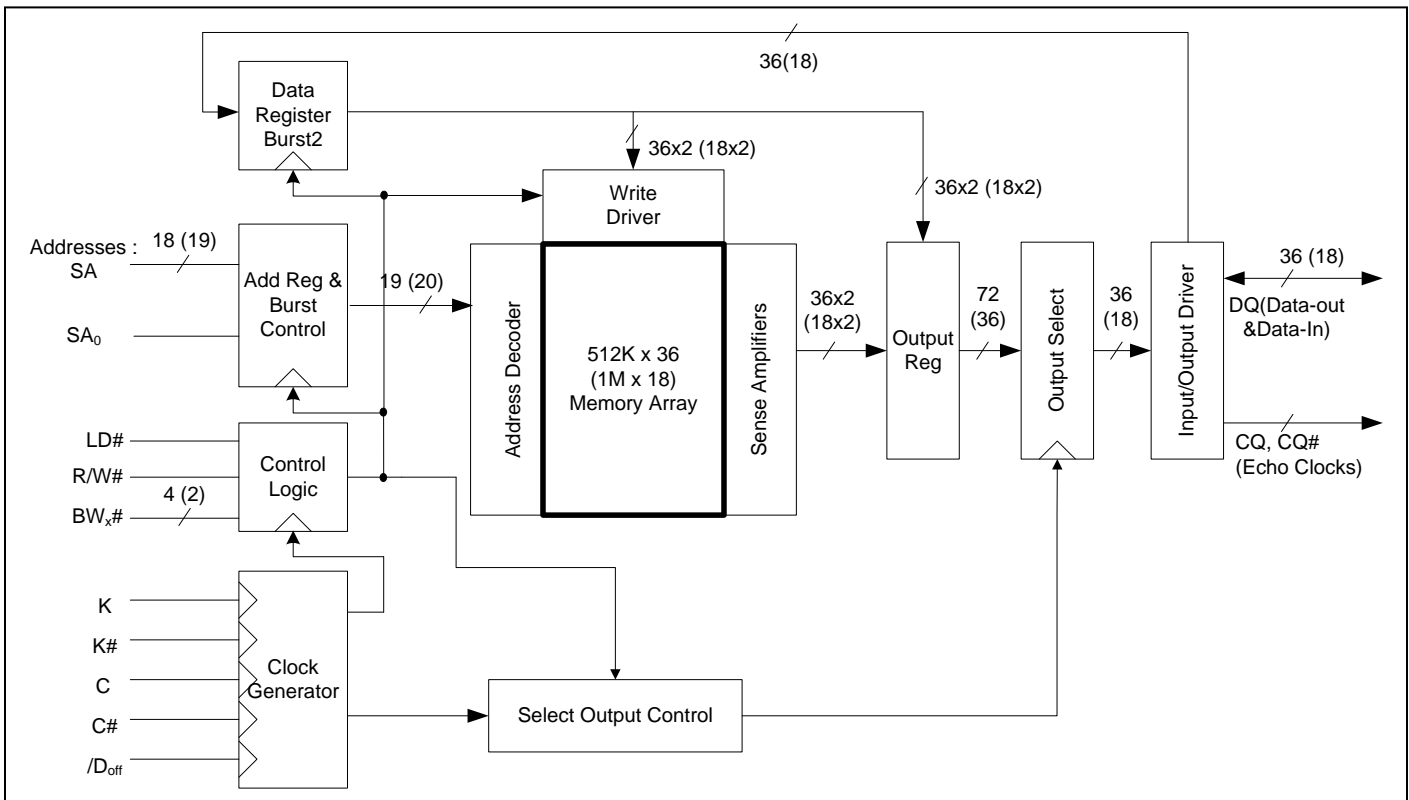 36(18)
Data
Register
Burst2
36x2 (18x2)
36x2 (18x2)
Write
Driver
Addresses :
SA
18 (19)
SA₀
Add Reg &
Burst
Control
19 (20)
Address Decoder
512K x 36
(1M x 18)
Memory Array
Sense Amplifiers
36x2
(18x2)
Output
Reg
72
(36)
Output Select
36
(18)
Input/Output Driver
36 (18)
DQ(Data-out
&Data-In)
CQ, CQ#
(Echo Clocks)
LD#
R/W#
BWₓ#
4 (2)
Control
Logic
K
K#
C
C#
/Doff
Clock
Generator
Select Output Control